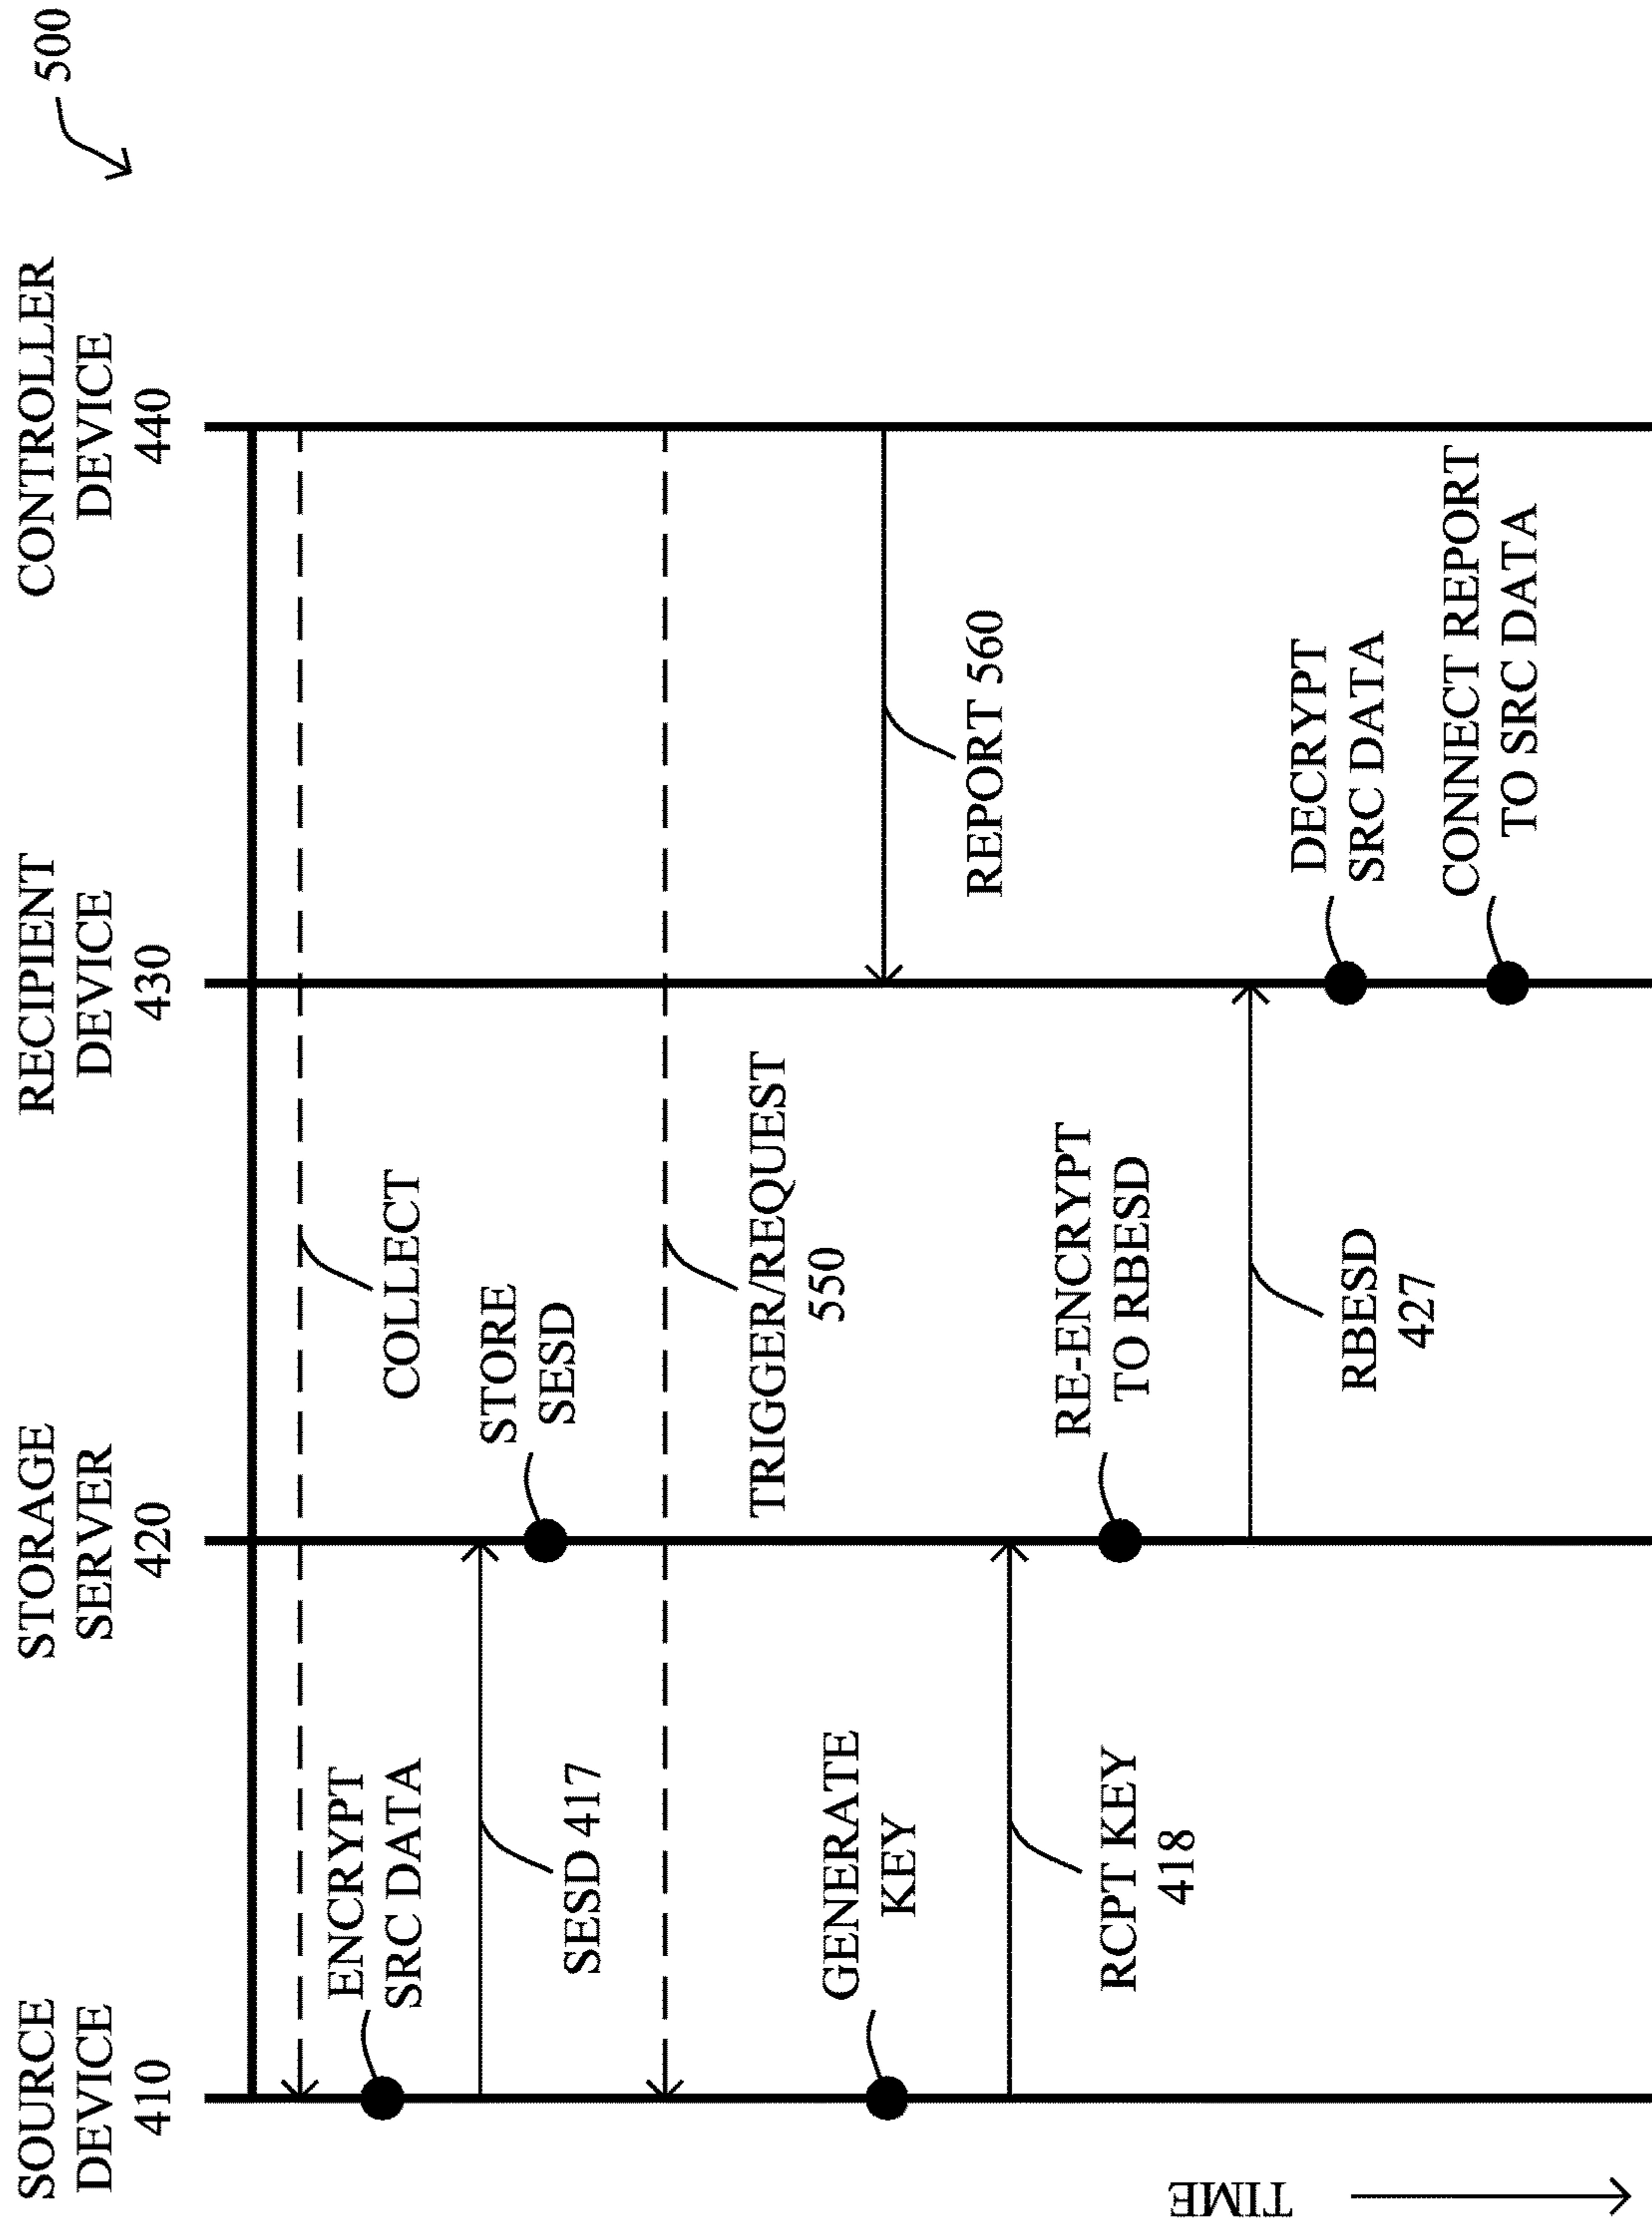 500
SOURCE
DEVICE
410
STORAGE
SERVER
420
RECIPIENT
DEVICE
430
CONTROLLER
DEVICE
440
COLLECT
ENCRYPT
SRC DATA
SESD 417
STORE
SESD
TRIGGER/REQUEST
550
GENERATE
KEY
REPORT 560
RCPT KEY
418
RE-ENCRYPT
TO RBESD
RBESD
427
DECRYPT
SRC DATA
CONNECT REPORT
TO SRC DATA
TIME